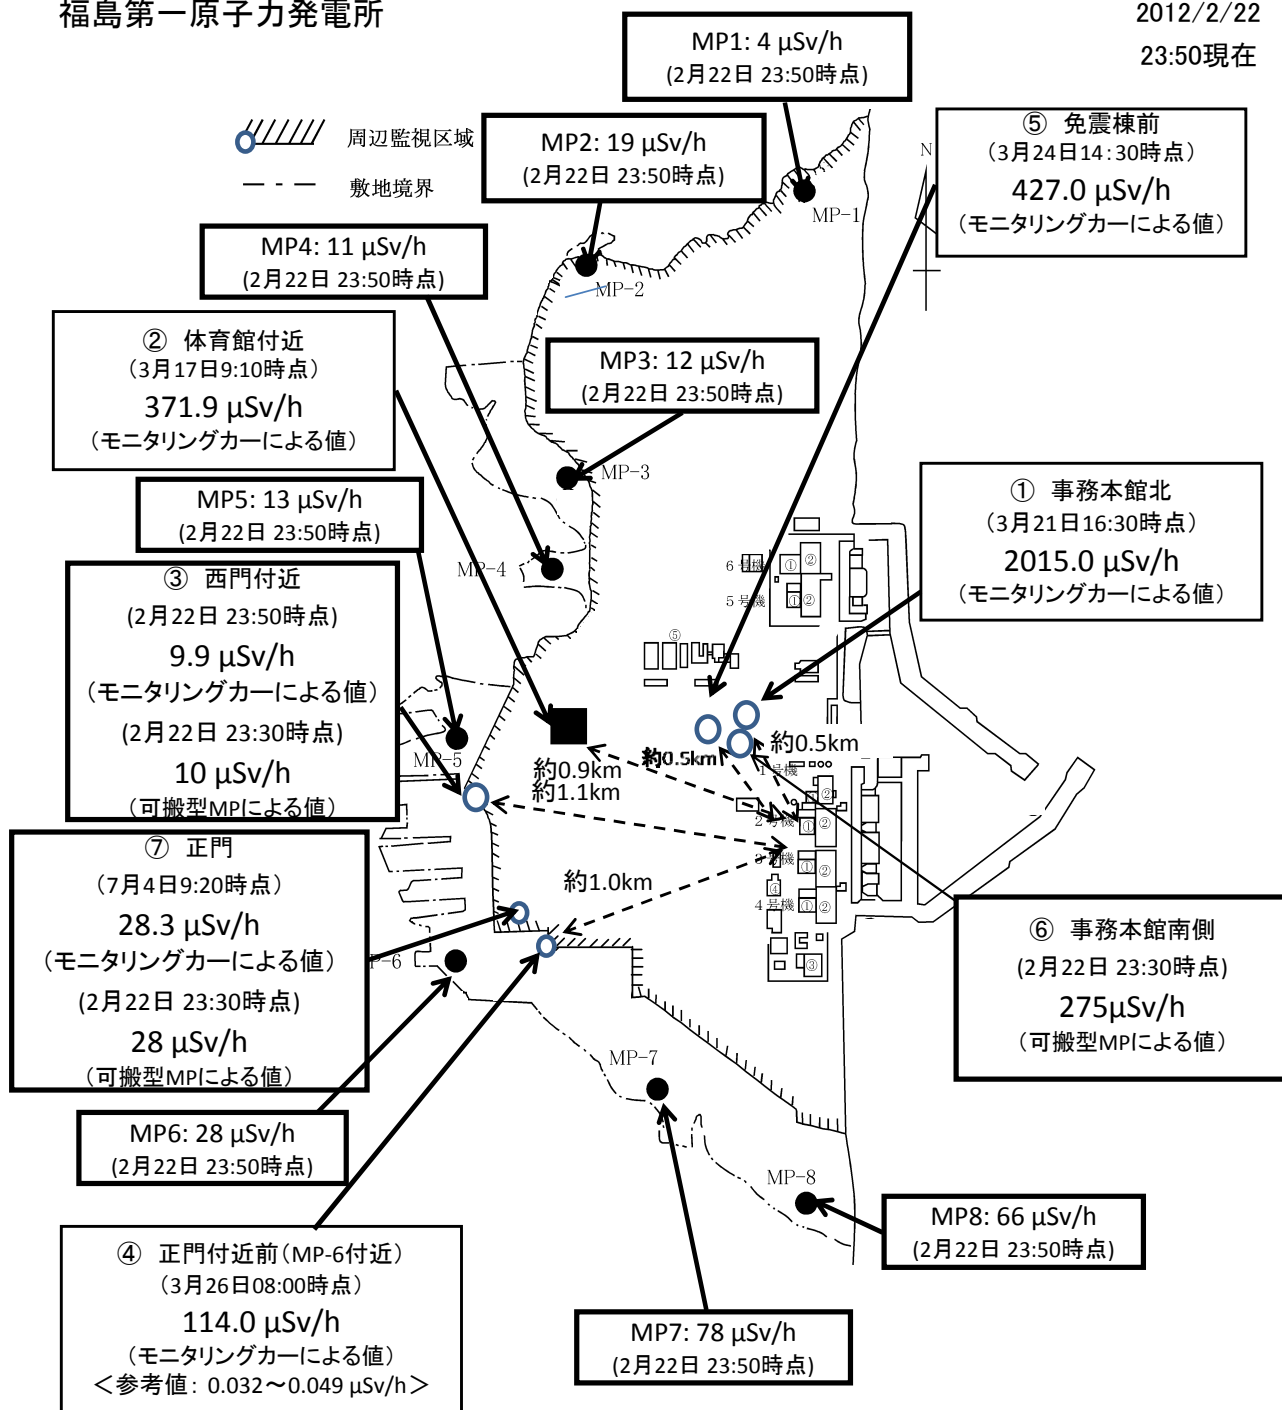 福島第一原子力発電所
2012/2/22
23:50現在
MP1: 4 μSv/h
(2月22日 23:50時点)
周辺監視区域
敷地境界
MP2: 19 μSv/h
(2月22日 23:50時点)
⑤ 免震棟前
(3月24日14:30時点)
427.0 μSv/h
(モニタリングカーによる値)
N
MP-1
MP4: 11 μSv/h
(2月22日 23:50時点)
MP-2
② 体育館付近
(3月17日9:10時点)
371.9 μSv/h
(モニタリングカーによる値)
MP3: 12 μSv/h
(2月22日 23:50時点)
MP-3
MP5: 13 μSv/h
(2月22日 23:50時点)
① 事務本館北
(3月21日16:30時点)
2015.0 μSv/h
(モニタリングカーによる値)
MP-4
6号機
① ②
5号機
① ②
③ 西門付近
(2月22日 23:50時点)
9.9 μSv/h
(モニタリングカーによる値)
(2月22日 23:30時点)
10 μSv/h
(可搬型MPによる値)
⑤
MP-5
約0.9km
約1.1km
約0.5km
約0.5km
1号機
②
2号機
① ②
3号機
① ②
④
4号機
① ②
③
⑦ 正門
(7月4日9:20時点)
28.3 μSv/h
(モニタリングカーによる値)
(2月22日 23:30時点)
28 μSv/h
(可搬型MPによる値)
約1.0km
P-6
⑥ 事務本館南側
(2月22日 23:30時点)
275μSv/h
(可搬型MPによる値)
MP-7
MP6: 28 μSv/h
(2月22日 23:50時点)
MP-8
MP8: 66 μSv/h
(2月22日 23:50時点)
④ 正門付近前(MP-6付近)
(3月26日08:00時点)
114.0 μSv/h
(モニタリングカーによる値)
<参考値: 0.032~0.049 μSv/h>
MP7: 78 μSv/h
(2月22日 23:50時点)